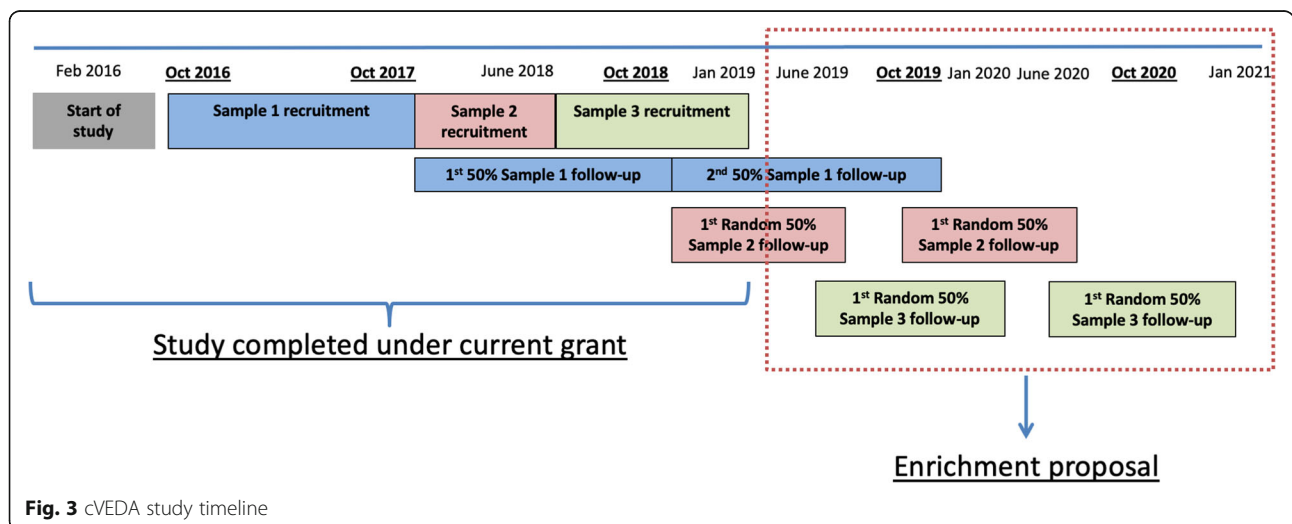 Feb 2016 Oct 2016 Oct 2017 June 2018 Oct 2018 Jan 2019 June 2019 Oct 2019 Jan 2020 June 2020 Oct 2020 Jan 2021
Start of
study
Sample 1 recruitment
Sample 2
recruitment
Sample 3 recruitment
1st 50% Sample 1 follow-up
2nd 50% Sample 1 follow-up
1st Random 50%
Sample 2 follow-up
1st Random 50%
Sample 2 follow-up
1st Random 50%
Sample 3 follow-up
1st Random 50%
Sample 3 follow-up
Study completed under current grant
Enrichment proposal
Fig. 3 cVEDA study timeline